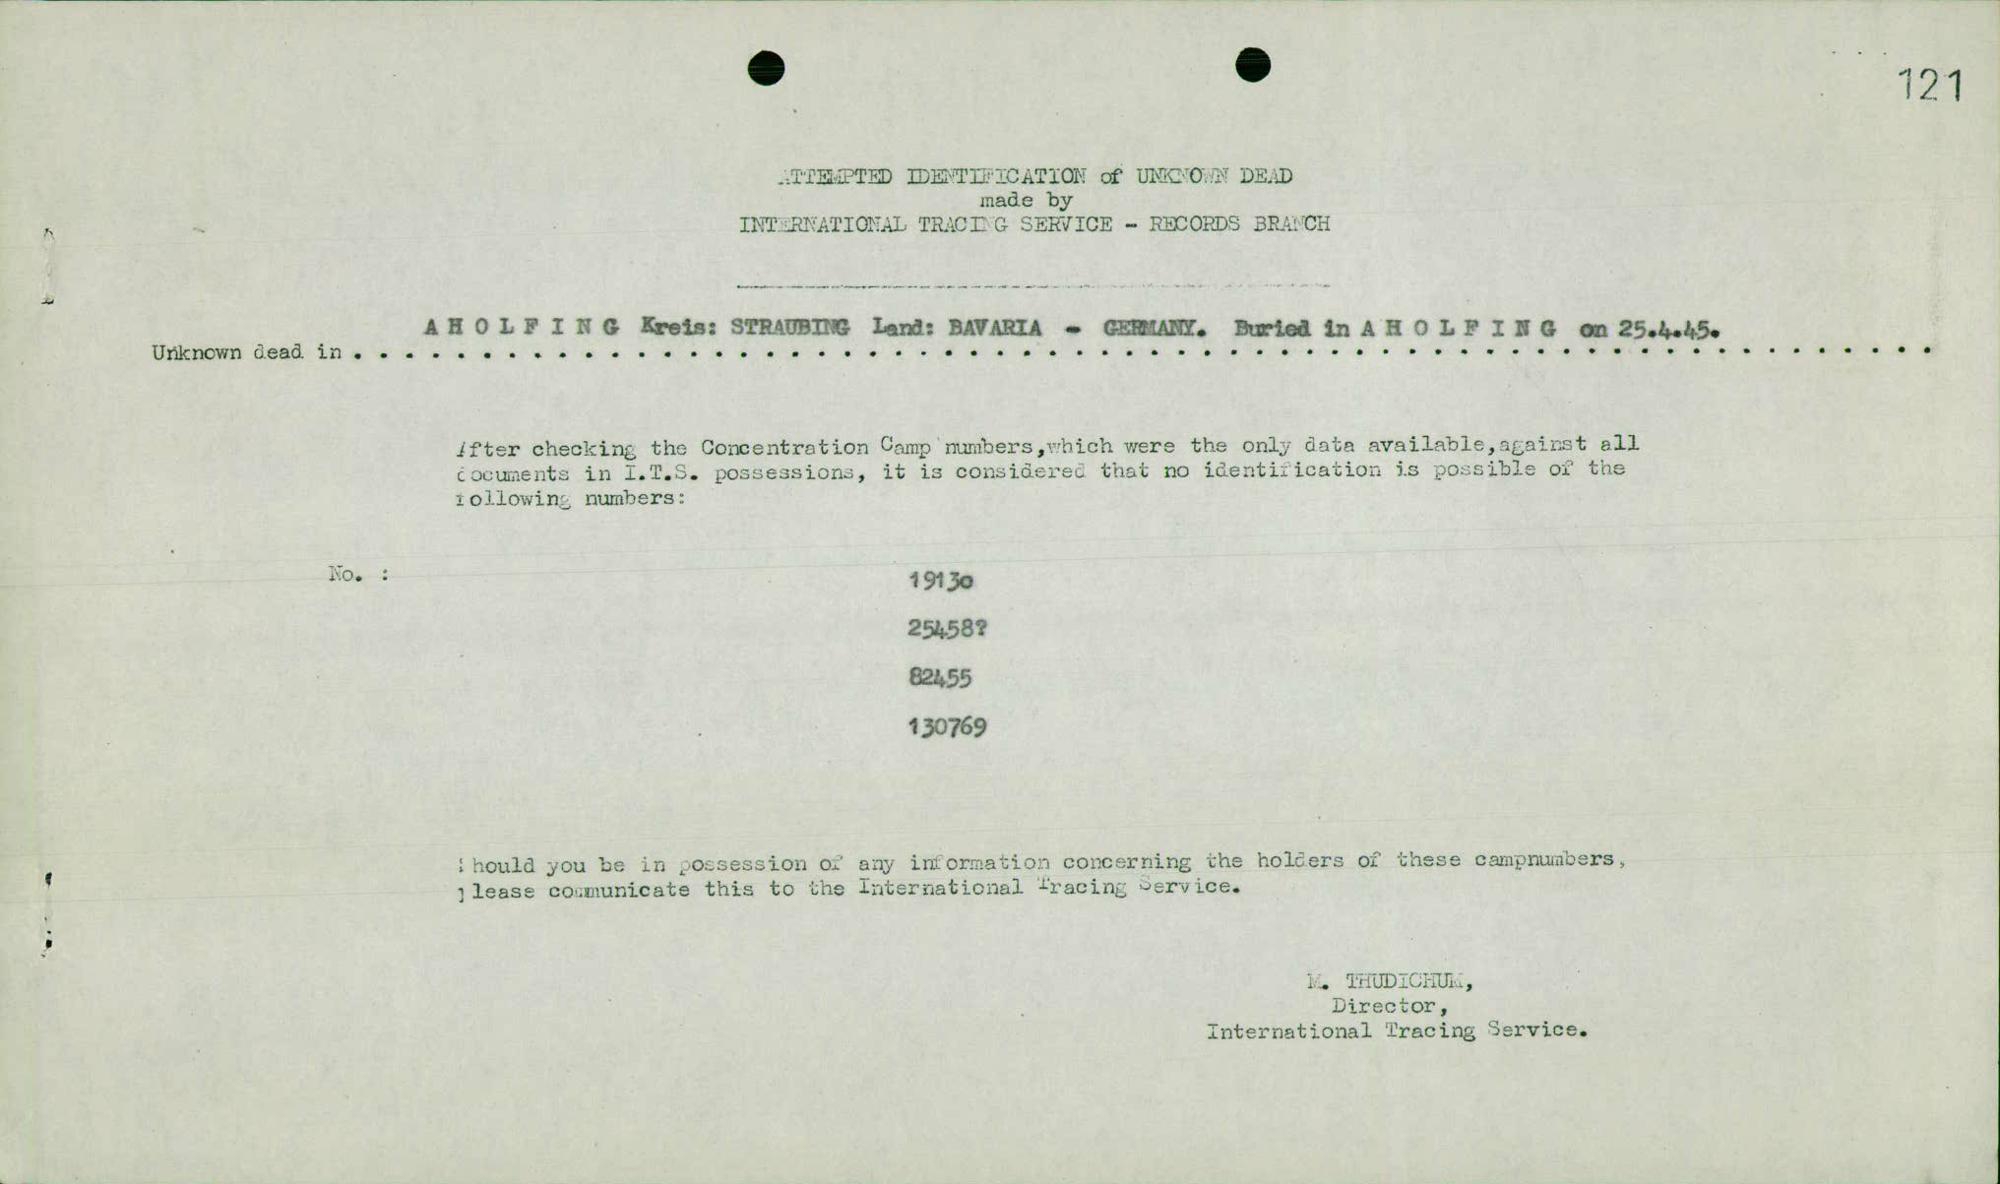 121
ATTEMPTED IDENTIFICATION of UNKNOWN DEAD
made by
INTERNATIONAL TRACING SERVICE - RECORDS BRANCH
A H O L F I N G Kreis: STRAUBING Land: BAVARIA - GERMANY. Buried in A H O L F I N G on 25.4.45.
Unknown dead in . . . . . . . . . . . . . . . . . . . . . . . . . . . . . . . . . . . . . . . . . . . . . . . . . . . . . . . . . . . . . .
After checking the Concentration Camp numbers,which were the only data available,against all
documents in I.T.S. possessions, it is considered that no identification is possible of the
following numbers:
No. :
19130
25458?
82455
130769
Should you be in possession of any information concerning the holders of these campnumbers,
please communicate this to the International Tracing Service.
M. THUDICHUM,
Director,
International Tracing Service.